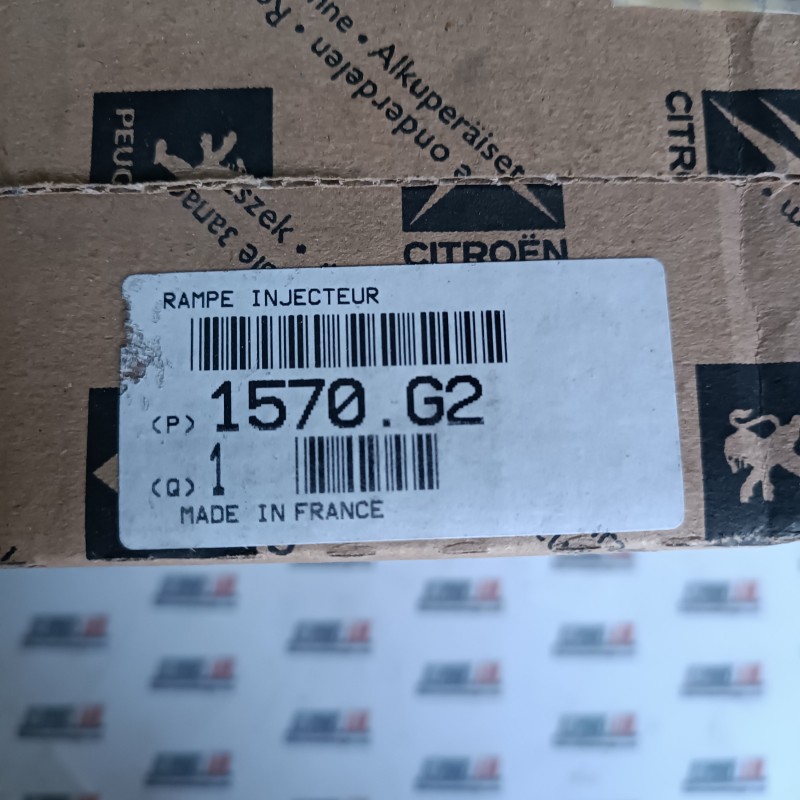 Alkuperäiset
onderdelen
PEUG
CITR
szek •
CITROËN
RAMPE INJECTEUR
(P) 1570.G2
(Q) 1
MADE IN FRANCE